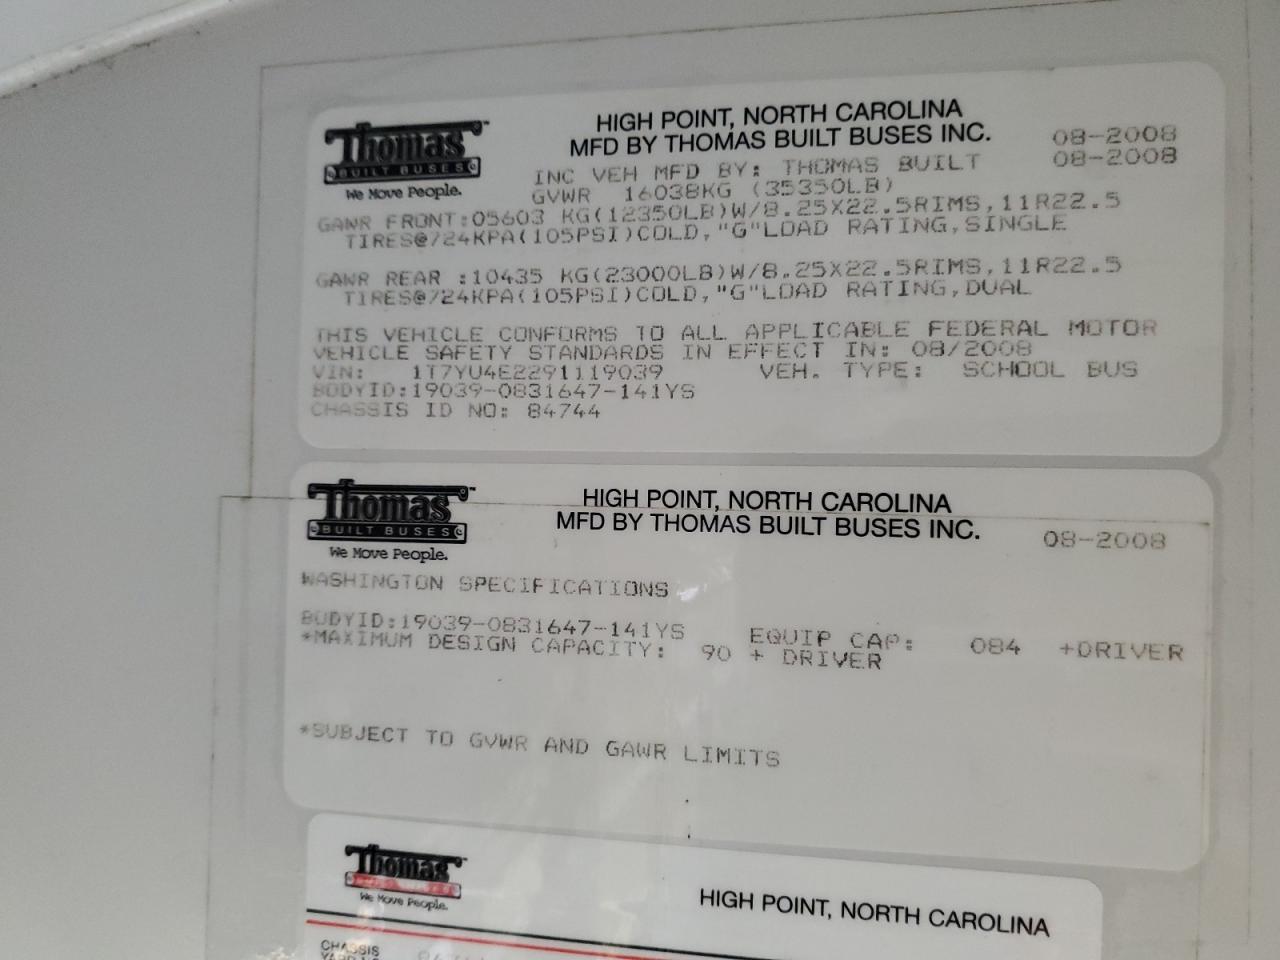 Thomas™
BUILT BUSES
We Move People.
HIGH POINT, NORTH CAROLINA
MFD BY THOMAS BUILT BUSES INC. 08-2008
INC VEH MFD BY: THOMAS BUILT 08-2008
GVWR 16038KG (35350LB)
GAWR FRONT:05603 KG(12350LB)W/8.25X22.5RIMS,11R22.5
TIRES@724KPA(105PSI)COLD,"G"LOAD RATING,SINGLE
GAWR REAR :10435 KG(23000LB)W/8.25X22.5RIMS,11R22.5
TIRES@724KPA(105PSI)COLD,"G"LOAD RATING,DUAL
THIS VEHICLE CONFORMS TO ALL APPLICABLE FEDERAL MOTOR
VEHICLE SAFETY STANDARDS IN EFFECT IN: 08/2008
VIN: 1T7YU4E2291119039 VEH. TYPE: SCHOOL BUS
BODYID:19039-0831647-141YS
CHASSIS ID NO: 84744
Thomas™
BUILT BUSES
We Move People.
HIGH POINT, NORTH CAROLINA
MFD BY THOMAS BUILT BUSES INC. 08-2008
WASHINGTON SPECIFICATIONS
BODYID:19039-0831647-141YS EQUIP CAP: 084 +DRIVER
*MAXIMUM DESIGN CAPACITY: 90 + DRIVER
*SUBJECT TO GVWR AND GAWR LIMITS
Thomas
BUILT BUSES
We Move People.
HIGH POINT, NORTH CAROLINA
CHASSIS